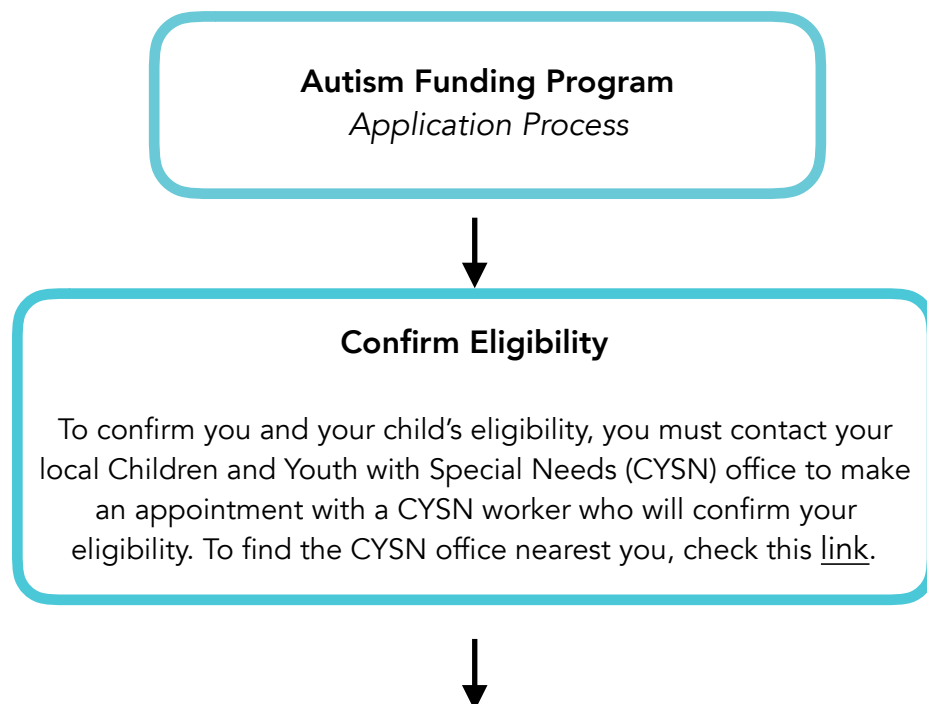 Autism Funding Program
Application Process
Confirm Eligibility
To confirm you and your child’s eligibility, you must contact your
local Children and Youth with Special Needs (CYSN) office to make
an appointment with a CYSN worker who will confirm your
eligibility. To find the CYSN office nearest you, check this link.